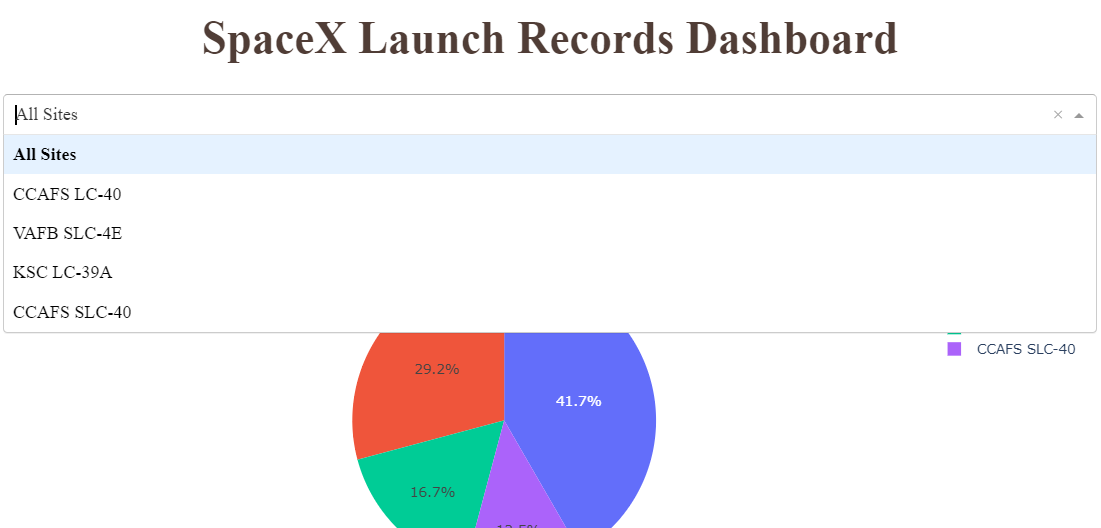 SpaceX Launch Records Dashboard
All Sites
All Sites
CCAFS LC-40
VAFB SLC-4E
KSC LC-39A
CCAFS SLC-40
CCAFS SLC-40
29.2%
41.7%
16.7%